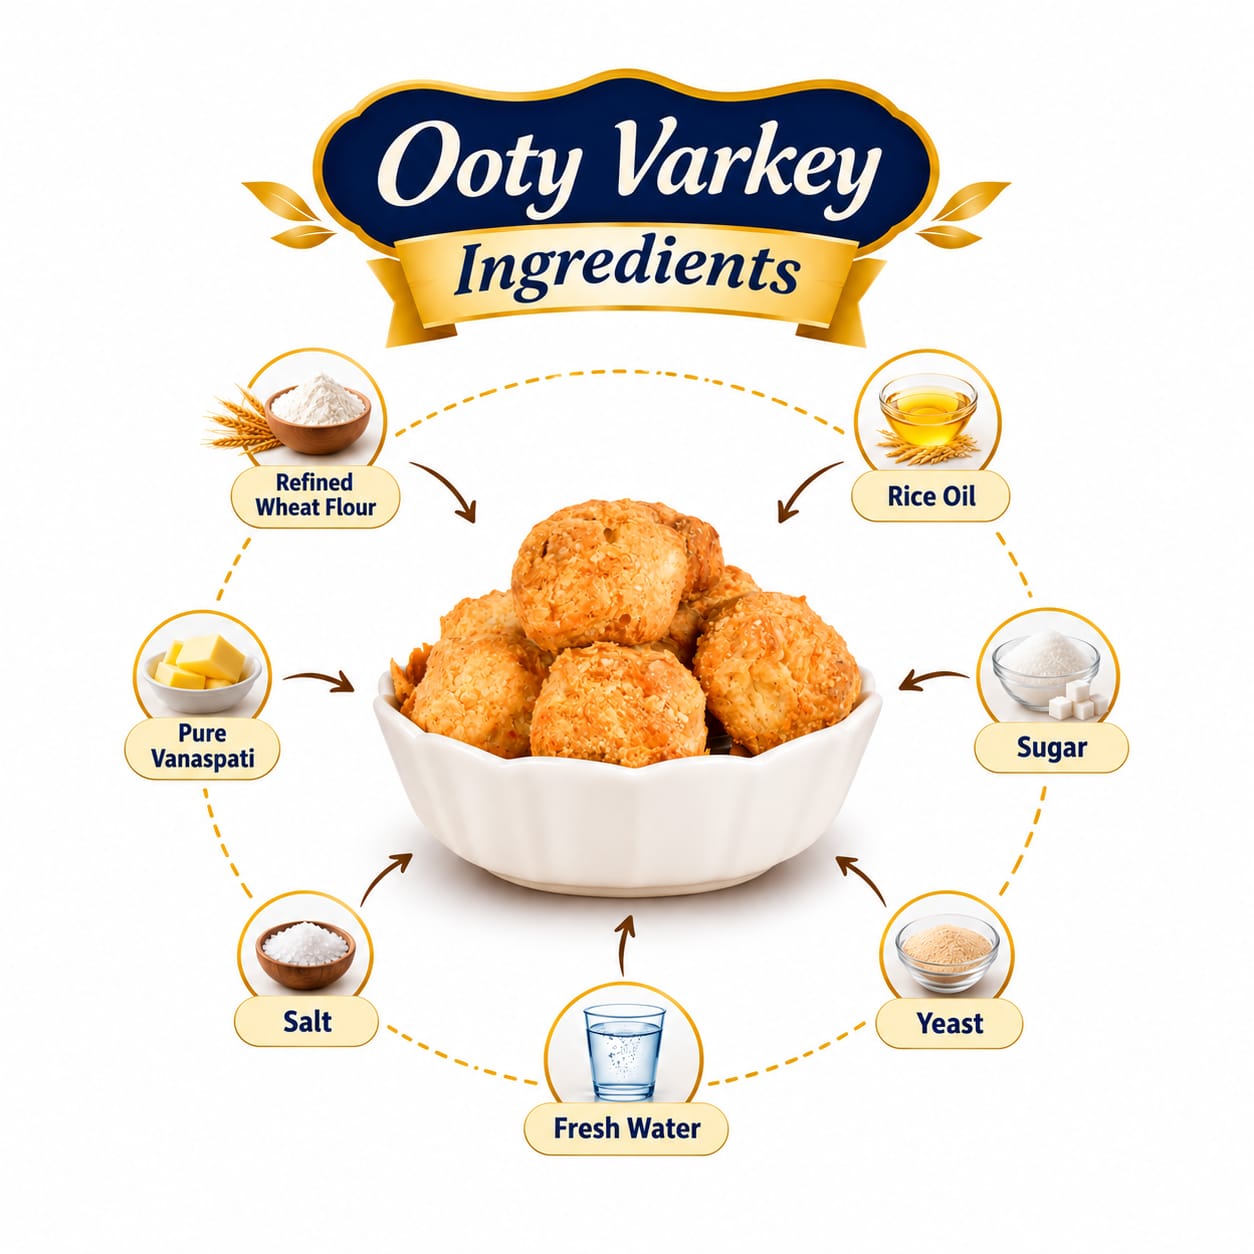 Ooty Varkey
Ingredients
Refined
Wheat Flour
Rice Oil
Pure
Vanaspati
Sugar
Salt
Yeast
Fresh Water